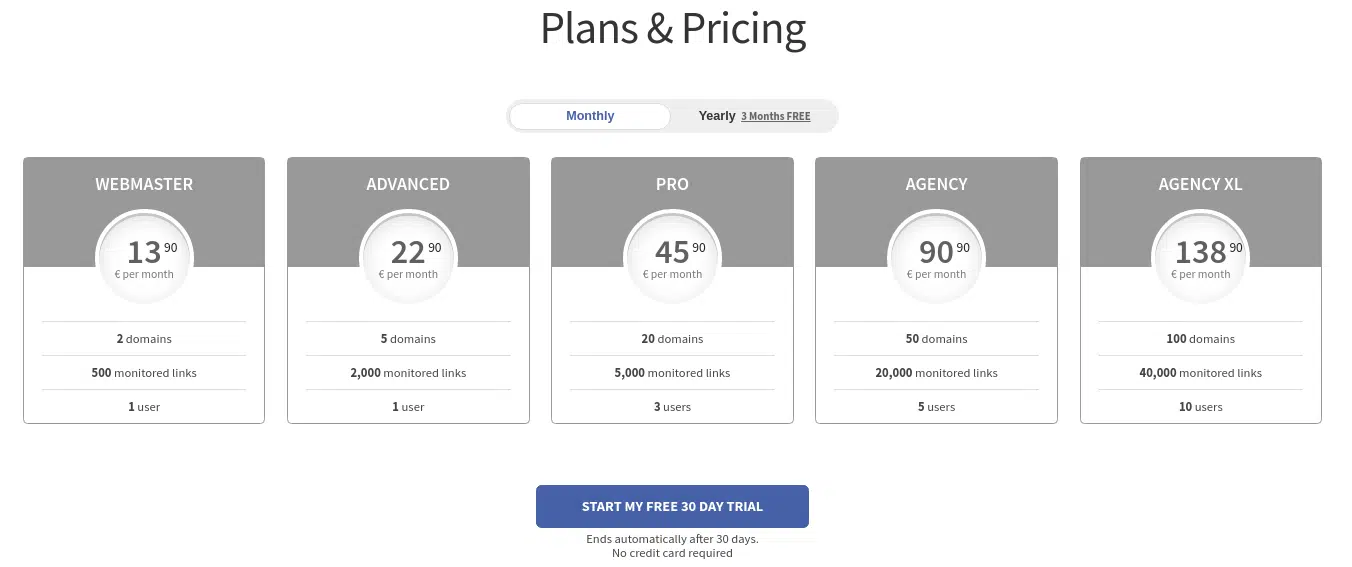 Plans & Pricing
Monthly Yearly 3 Months FREE
WEBMASTER
13 90
€ per month
2 domains
500 monitored links
1 user
ADVANCED
22 90
€ per month
5 domains
2,000 monitored links
1 user
PRO
45 90
€ per month
20 domains
5,000 monitored links
3 users
AGENCY
90 90
€ per month
50 domains
20,000 monitored links
5 users
AGENCY XL
138 90
€ per month
100 domains
40,000 monitored links
10 users
START MY FREE 30 DAY TRIAL
Ends automatically after 30 days.
No credit card required